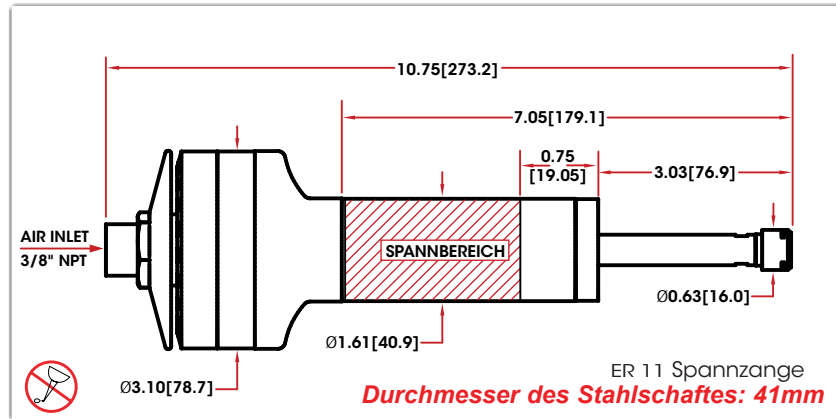 10.75[273.2]
7.05[179.1]
0.75
[19.05]
3.03[76.9]
AIR INLET
3/8" NPT
SPANNBEREICH
Ø0.63[16.0]
Ø1.61[40.9]
Ø3.10[78.7]
ER 11 Spannzange
Durchmesser des Stahlschaftes: 41mm